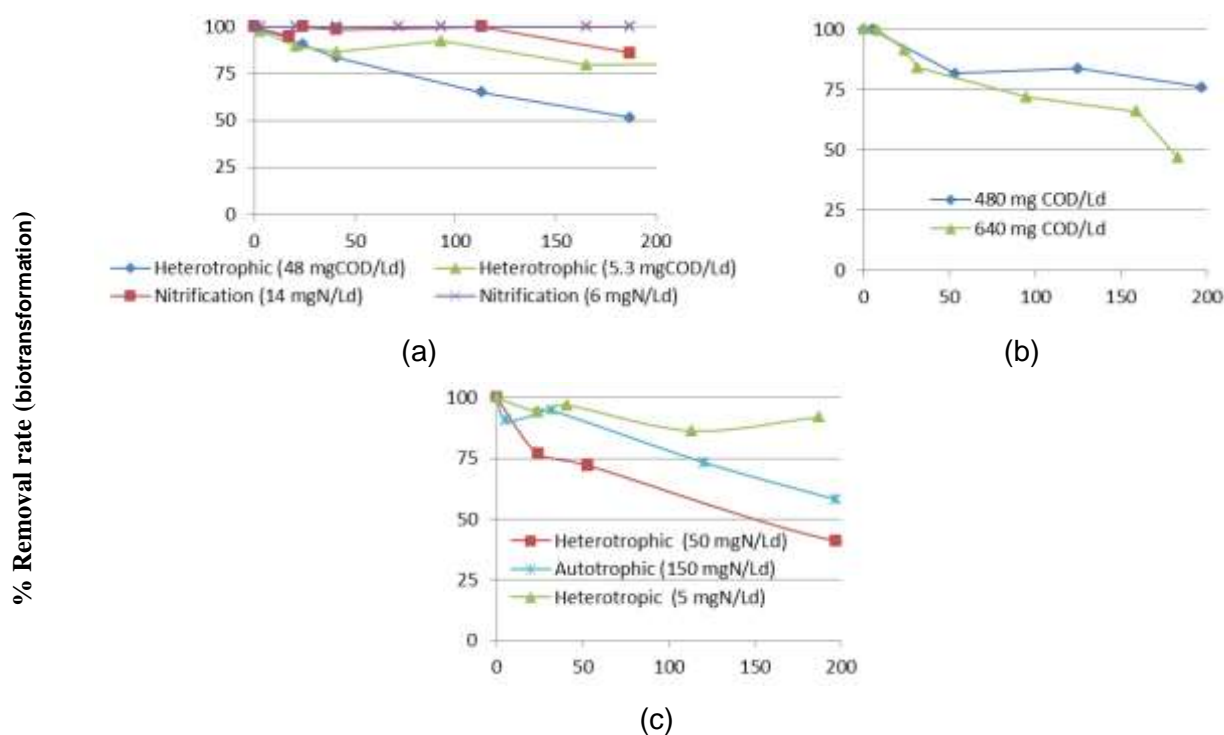 % Removal rate (biotransformation)
100
75
50
25
0
0 50 100 150 200
Heterotrophic (48 mgCOD/Ld) Heterotrophic (5.3 mgCOD/Ld)
Nitrification (14 mgN/Ld) Nitrification (6 mgN/Ld)
(a)
100
75
50
25
0
480 mg COD/Ld
640 mg COD/Ld
0 50 100 150 200
(b)
100
75
50
25
0
Heterotrophic (50 mgN/Ld)
Autotrophic (150 mgN/Ld)
Heterotropic (5 mgN/Ld)
0 50 100 150 200
(c)